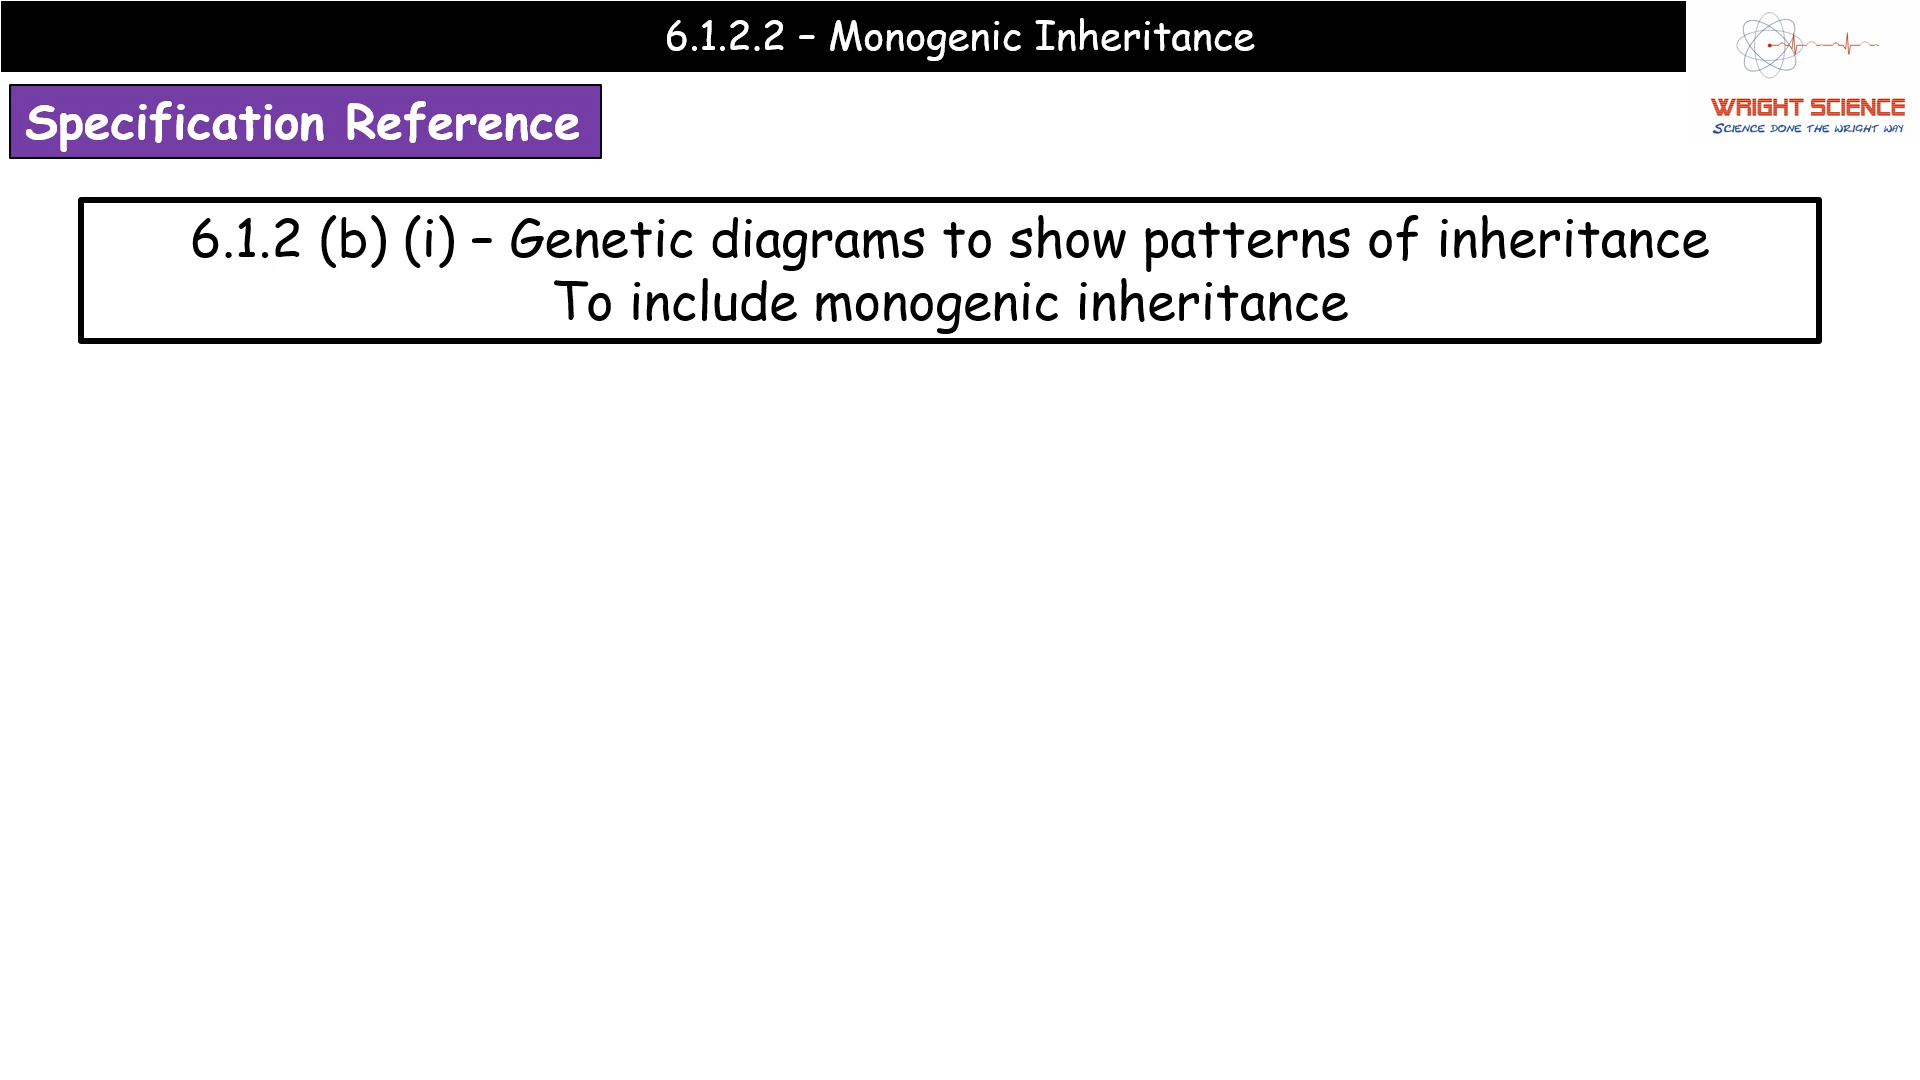 6.1.2.2 – Monogenic Inheritance
WRIGHT SCIENCE
SCIENCE DONE THE WRIGHT WAY
Specification Reference
6.1.2 (b) (i) – Genetic diagrams to show patterns of inheritance
To include monogenic inheritance